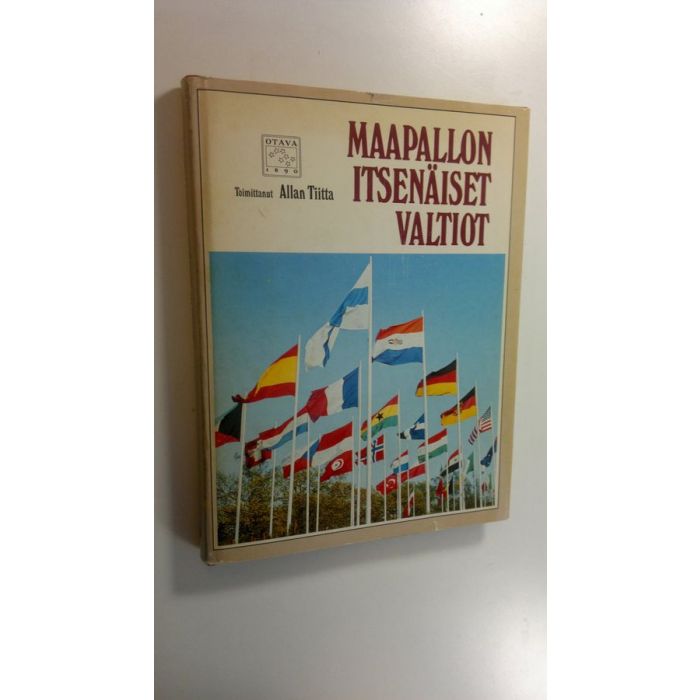 OTAVA
1890
MAAPALLON
ITSENÄISET
VALTIOT
Toimittanut Allan Tiitta